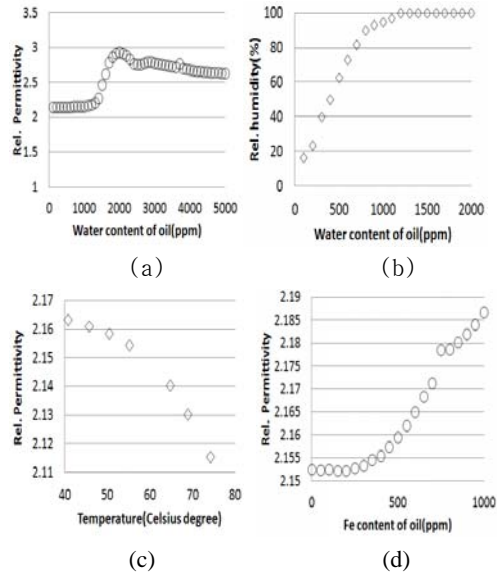 3.5
3
2.5
2
1.5
1
Rel. Permittivity
0 1000 2000 3000 4000 5000
Water content of oil(ppm)
(a)
100
80
60
40
20
0
Rel. humidity(%)
0 500 1000 1500 2000
Water content of oil(ppm)
(b)
2.17
2.16
2.15
2.14
2.13
2.12
2.11
Rel. Permittivity
40 50 60 70 80
Temperature(Celsius degree)
(c)
2.19
2.185
2.18
2.175
2.17
2.165
2.16
2.155
2.15
Rel. Permittivity
0 500 1000
Fe content of oil(ppm)
(d)